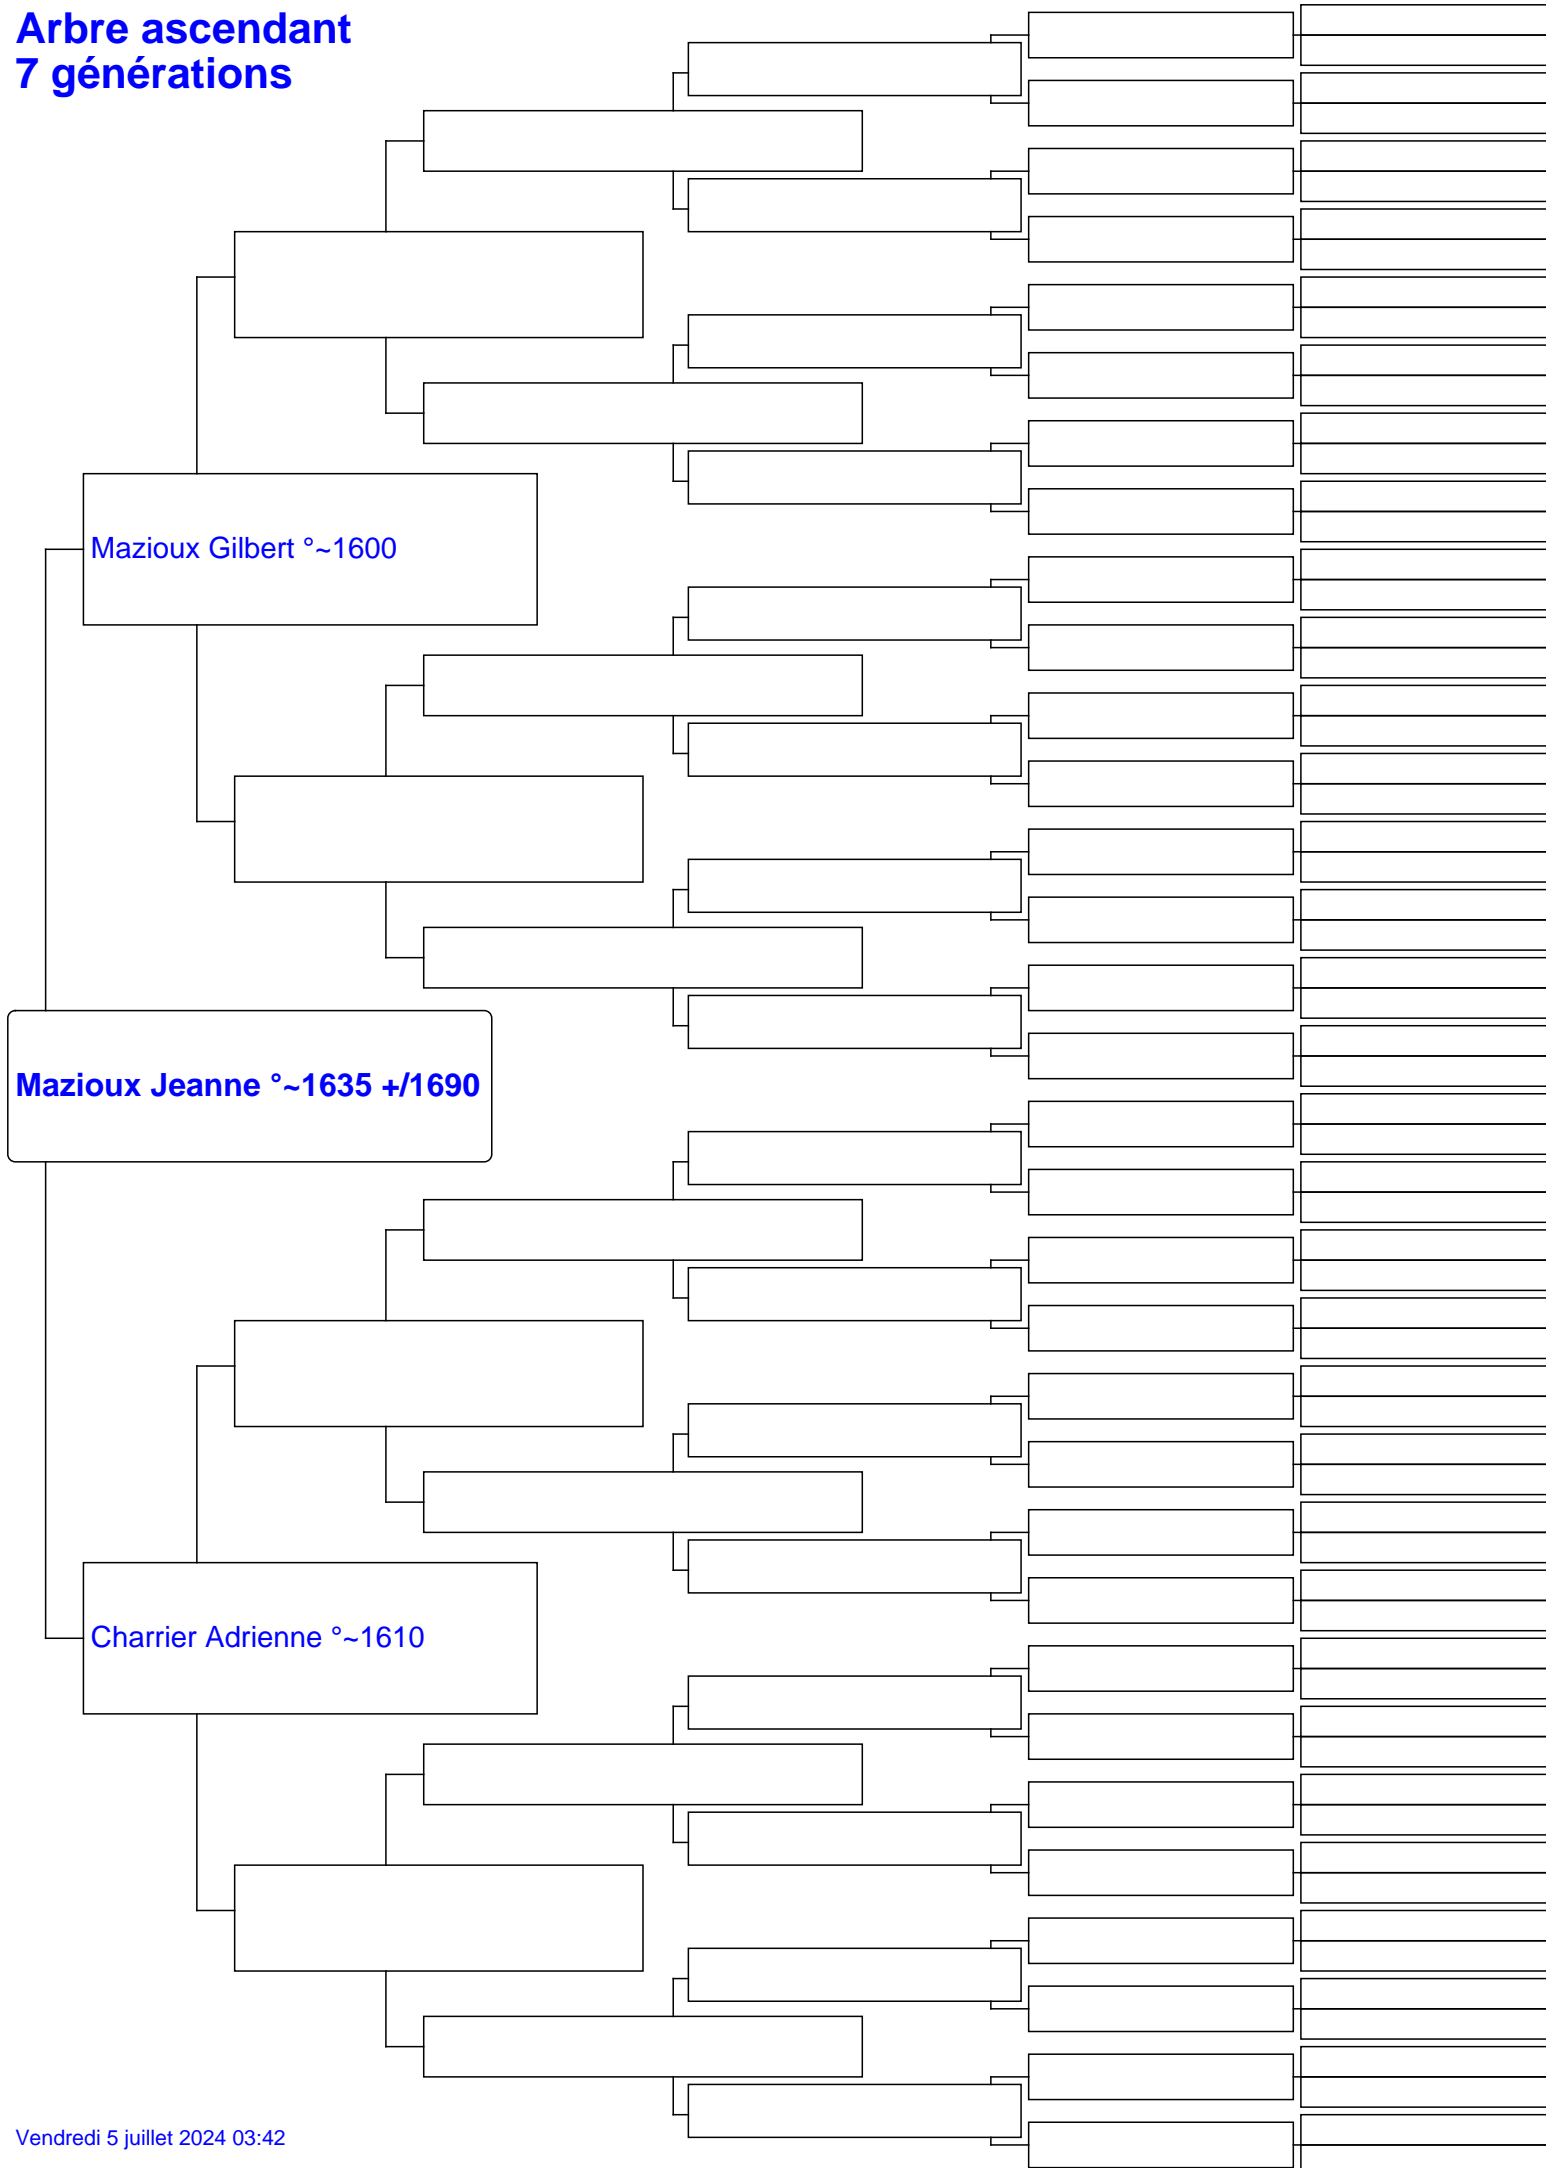 Arbre ascendant
7 générations
Mazioux Gilbert °~1600
Mazioux Jeanne °~1635 +/1690
Charrier Adrienne °~1610
Vendredi 5 juillet 2024 03:42